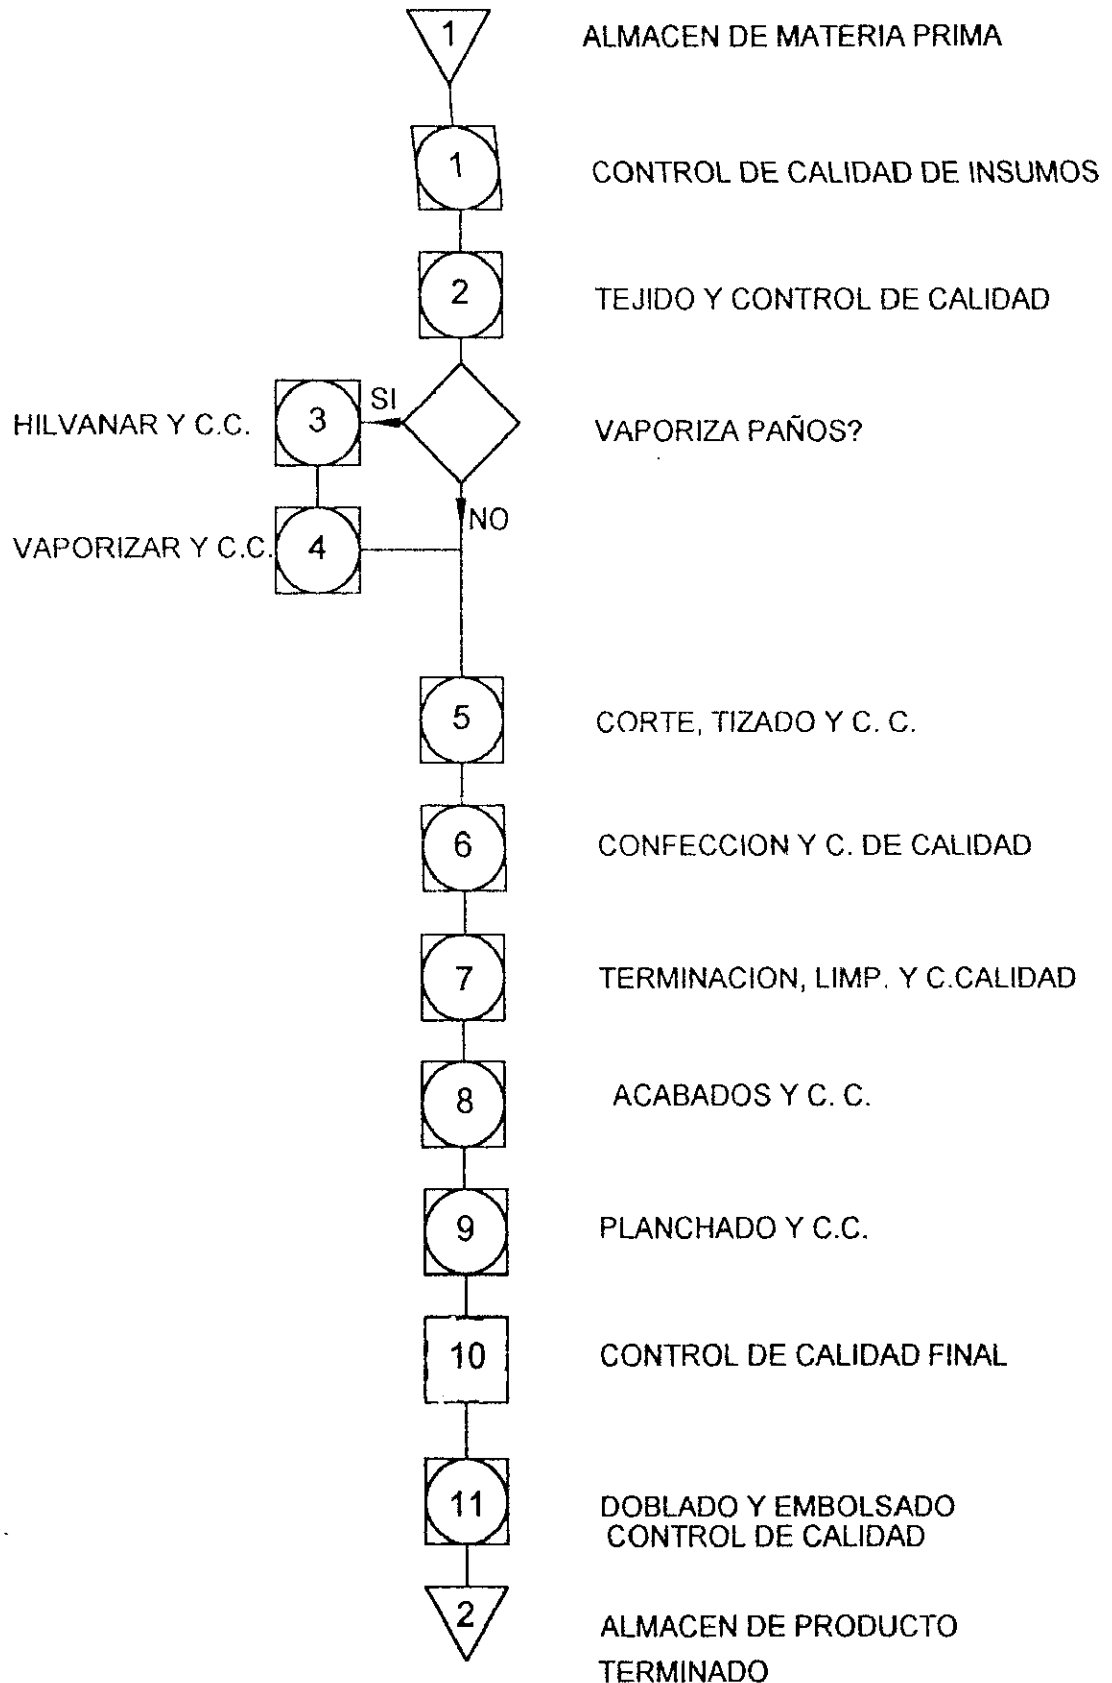 1 ALMACEN DE MATERIA PRIMA
1 CONTROL DE CALIDAD DE INSUMOS
2 TEJIDO Y CONTROL DE CALIDAD
HILVANAR Y C.C. 3 SI VAPORIZA PAÑOS?
NO
VAPORIZAR Y C.C. 4
5 CORTE, TIZADO Y C. C.
6 CONFECCION Y C. DE CALIDAD
7 TERMINACION, LIMP. Y C.CALIDAD
8 ACABADOS Y C. C.
9 PLANCHADO Y C.C.
10 CONTROL DE CALIDAD FINAL
11 DOBLADO Y EMBOLSADO
CONTROL DE CALIDAD
2 ALMACEN DE PRODUCTO
TERMINADO